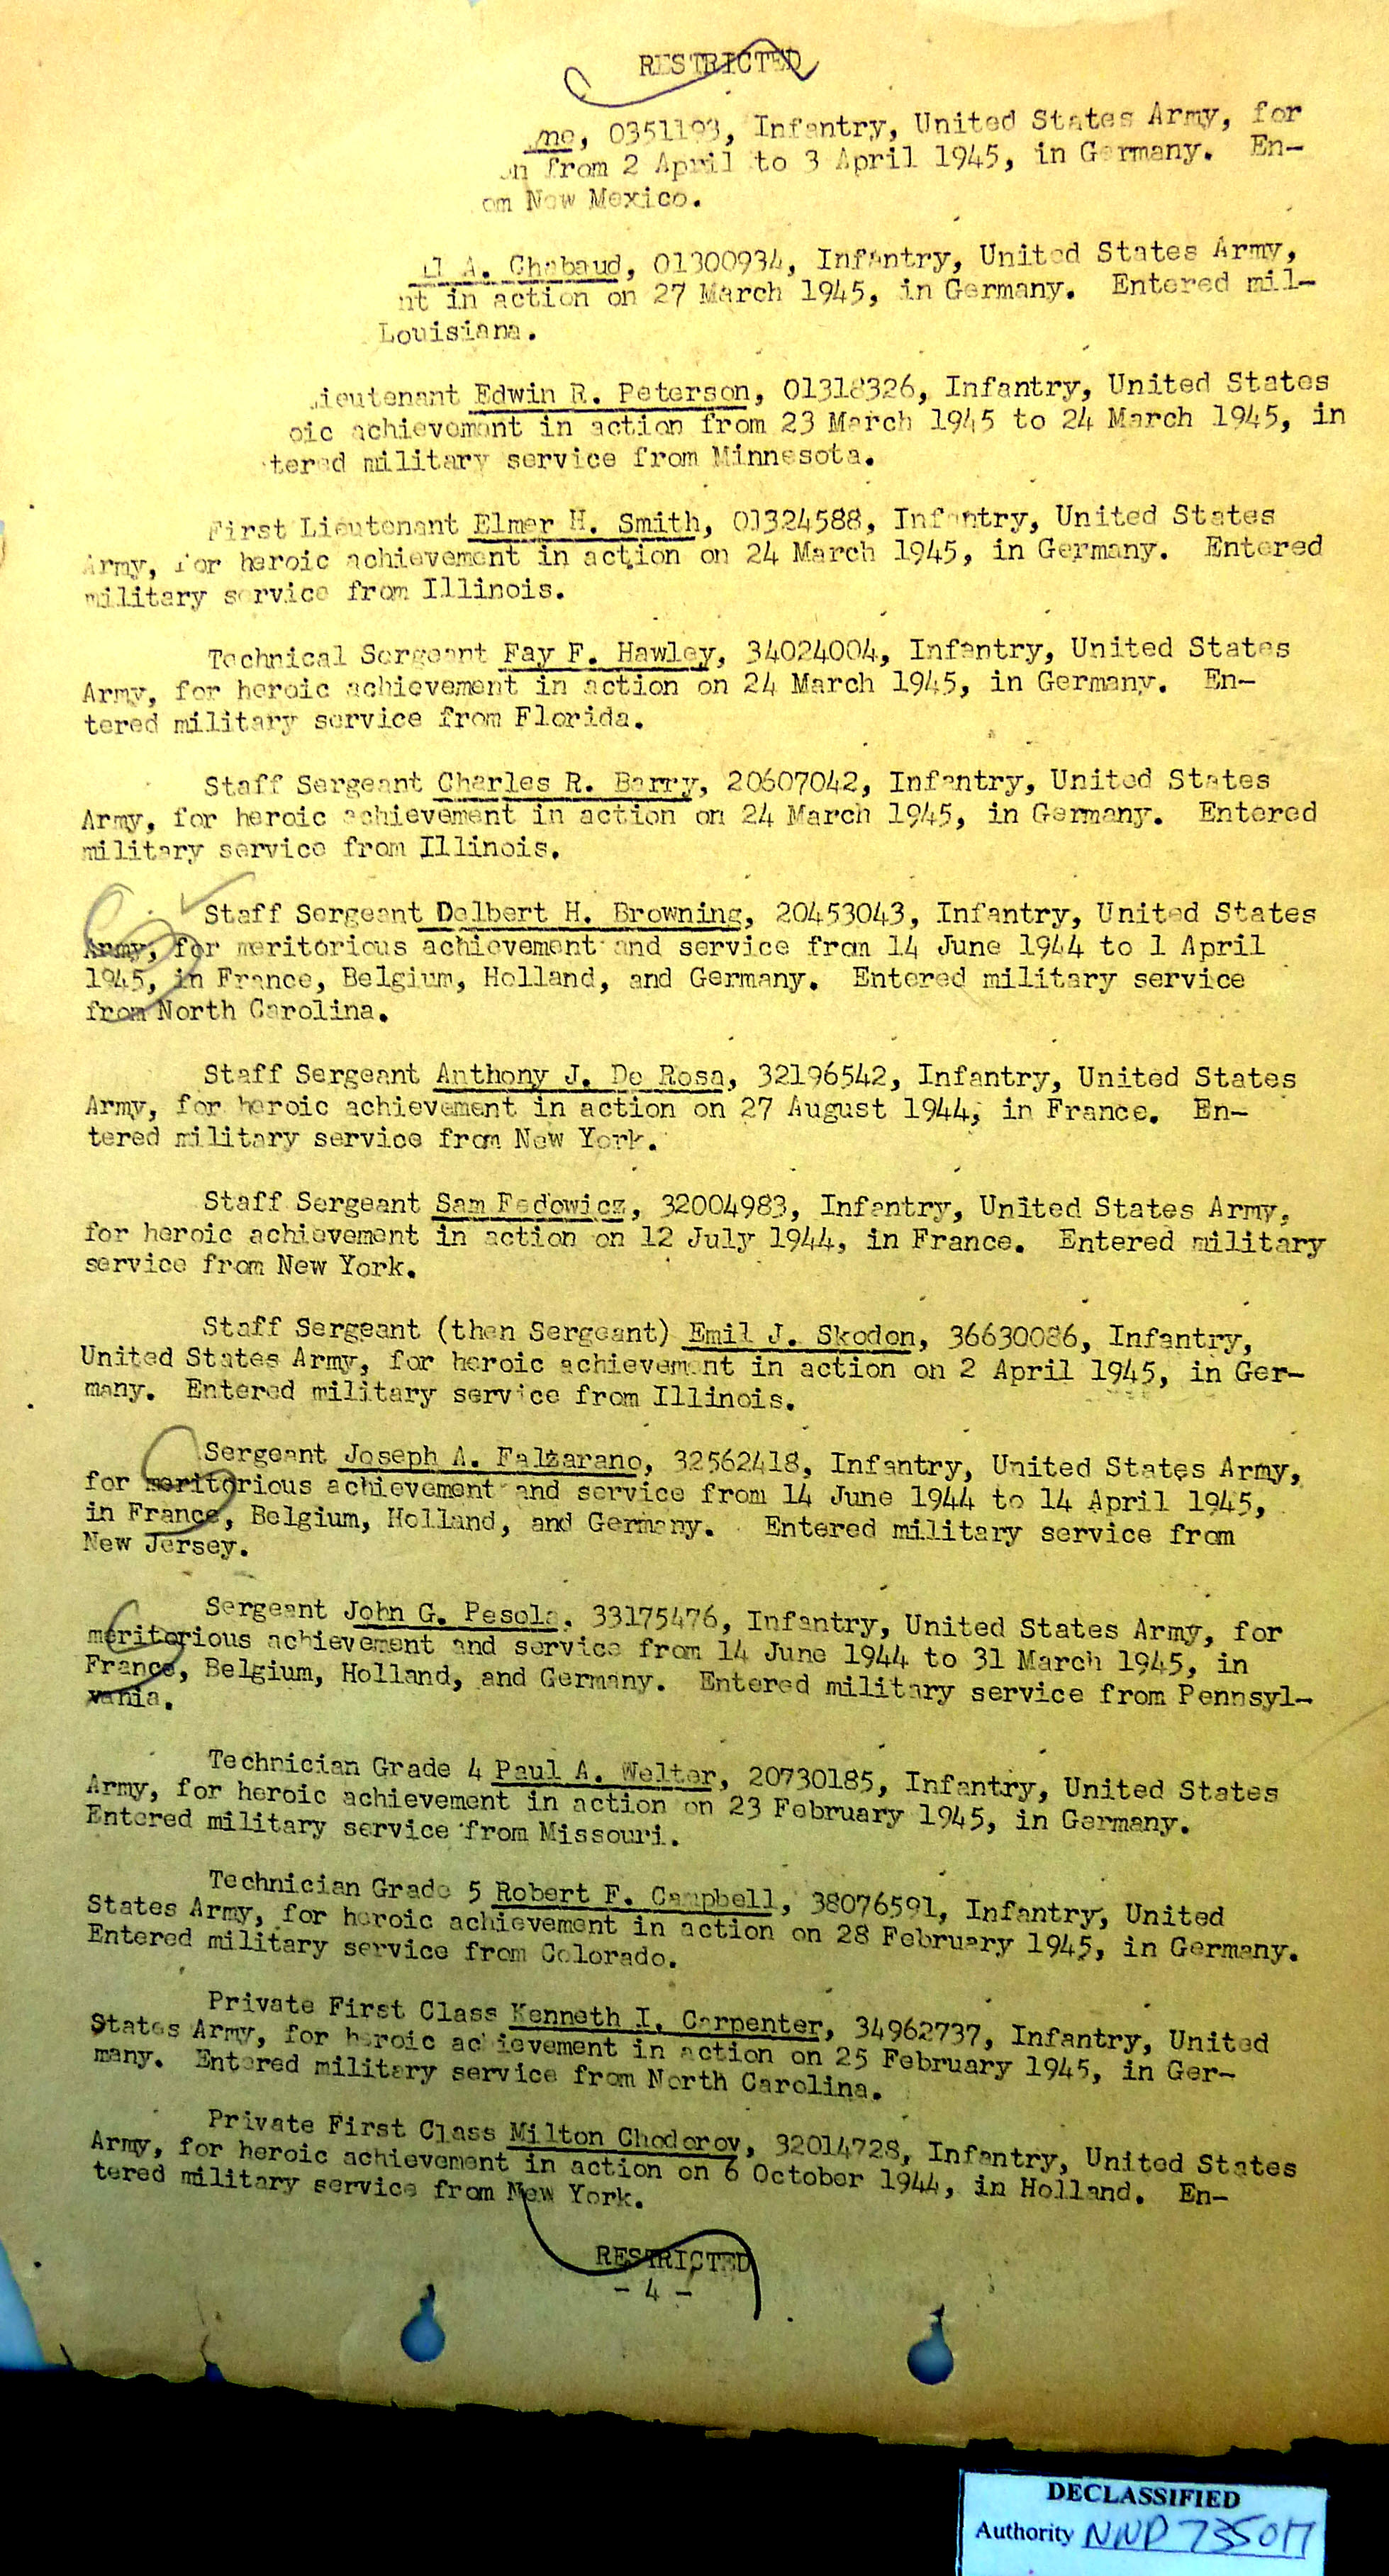 RESTRICTED
0351193, Infantry, United States Army, for
from 2 April to 3 April 1945, in Germany. En-
om New Mexico.
A. Chabaud, 01300934, Infantry, United States Army,
nt in action on 27 March 1945, in Germany. Entered mil-
Louisiana.
ieutenant Edwin R. Peterson, 01318326, Infantry, United States
oic achievement in action from 23 March 1945 to 24 March 1945, in
tered military service from Minnesota.
First Lieutenant Elmer H. Smith, 01324588, Infantry, United States
Army, for heroic achievement in action on 24 March 1945, in Germany. Entered
military service from Illinois.
Technical Sergeant Fay F. Hawley, 34024004, Infantry, United States
Army, for heroic achievement in action on 24 March 1945, in Germany. En-
tered military service from Florida.
Staff Sergeant Charles R. Barry, 20607042, Infantry, United States
Army, for heroic achievement in action on 24 March 1945, in Germany. Entered
military service from Illinois.
Staff Sergeant Delbert H. Browning, 20453043, Infantry, United States
Army, for meritorious achievement and service from 14 June 1944 to 1 April
1945, in France, Belgium, Holland, and Germany. Entered military service
from North Carolina.
Staff Sergeant Anthony J. De Rosa, 32196542, Infantry, United States
Army, for heroic achievement in action on 27 August 1944, in France. En-
tered military service from New York.
Staff Sergeant Sam Fedowicz, 32004983, Infantry, United States Army,
for heroic achievement in action on 12 July 1944, in France. Entered military
service from New York.
Staff Sergeant (then Sergeant) Emil J. Skodon, 36630086, Infantry,
United States Army, for heroic achievement in action on 2 April 1945, in Ger-
many. Entered military service from Illinois.
Sergeant Joseph A. Falzarano, 32562418, Infantry, United States Army,
for meritorious achievement and service from 14 June 1944 to 14 April 1945,
in France, Belgium, Holland, and Germany. Entered military service from
New Jersey.
Sergeant John G. Pesola, 33175476, Infantry, United States Army, for
meritorious achievement and service from 14 June 1944 to 31 March 1945, in
France, Belgium, Holland, and Germany. Entered military service from Pennsyl-
vania.
Technician Grade 4 Paul A. Welter, 20730185, Infantry, United States
Army, for heroic achievement in action on 23 February 1945, in Germany.
Entered military service from Missouri.
Technician Grade 5 Robert F. Campbell, 38076591, Infantry, United
States Army, for heroic achievement in action on 28 February 1945, in Germany.
Entered military service from Colorado.
Private First Class Kenneth I. Carpenter, 34962737, Infantry, United
States Army, for heroic achievement in action on 25 February 1945, in Ger-
many. Entered military service from North Carolina.
Private First Class Milton Chodorov, 32014728, Infantry, United States
Army, for heroic achievement in action on 6 October 1944, in Holland. En-
tered military service from New York.
RESTRICTED
- 4 -
DECLASSIFIED
Authority NND 735017